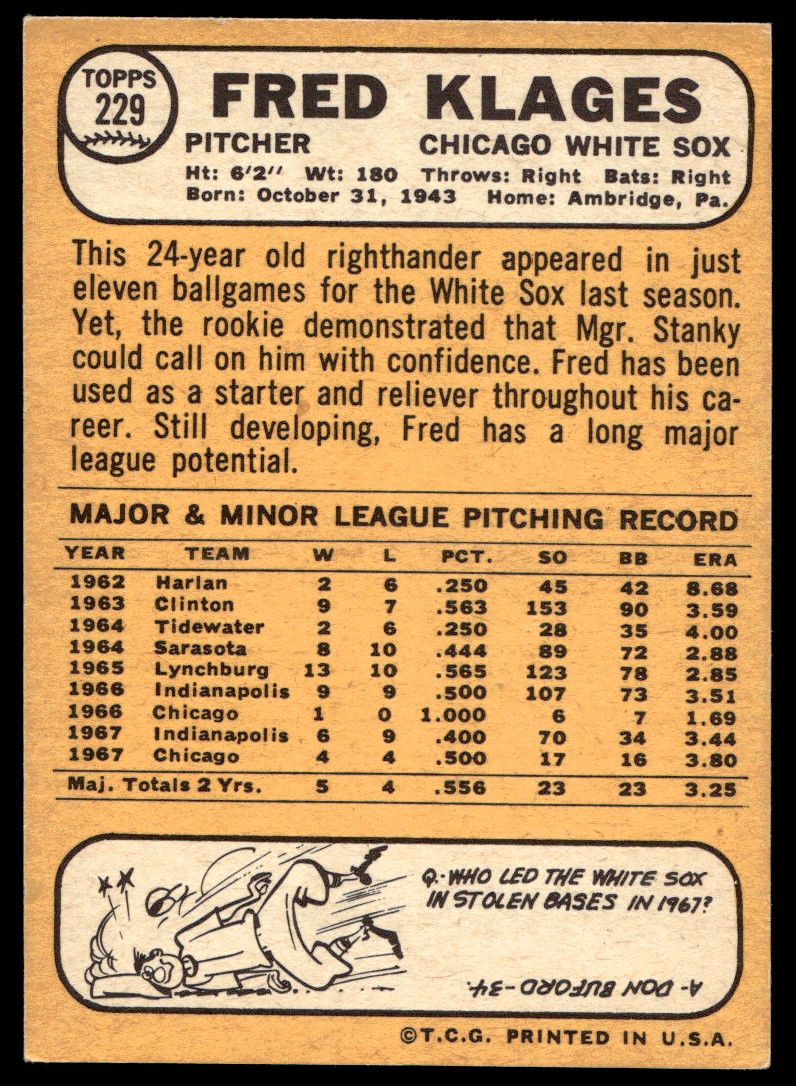 TOPPS
229
FRED KLAGES
PITCHER CHICAGO WHITE SOX
Ht: 6'2" Wt: 180 Throws: Right Bats: Right
Born: October 31, 1943 Home: Ambridge, Pa.
This 24-year old righthander appeared in just
eleven ballgames for the White Sox last season.
Yet, the rookie demonstrated that Mgr. Stanky
could call on him with confidence. Fred has been
used as a starter and reliever throughout his ca-
reer. Still developing, Fred has a long major
league potential.
MAJOR & MINOR LEAGUE PITCHING RECORD
YEAR TEAM W L PCT. SO BB ERA
1962 Harlan 2 6 .250 45 42 8.68
1963 Clinton 9 7 .563 153 90 3.59
1964 Tidewater 2 6 .250 28 35 4.00
1964 Sarasota 8 10 .444 89 72 2.88
1965 Lynchburg 13 10 .565 123 78 2.85
1966 Indianapolis 9 9 .500 107 73 3.51
1966 Chicago 1 0 1.000 6 7 1.69
1967 Indianapolis 6 9 .400 70 34 3.44
1967 Chicago 4 4 .500 17 16 3.80
Maj. Totals 2 Yrs. 5 4 .556 23 23 3.25
Q-WHO LED THE WHITE SOX
IN STOLEN BASES IN 1967?
A-DON BUFORD-34.
©T.C.G. PRINTED IN U.S.A.